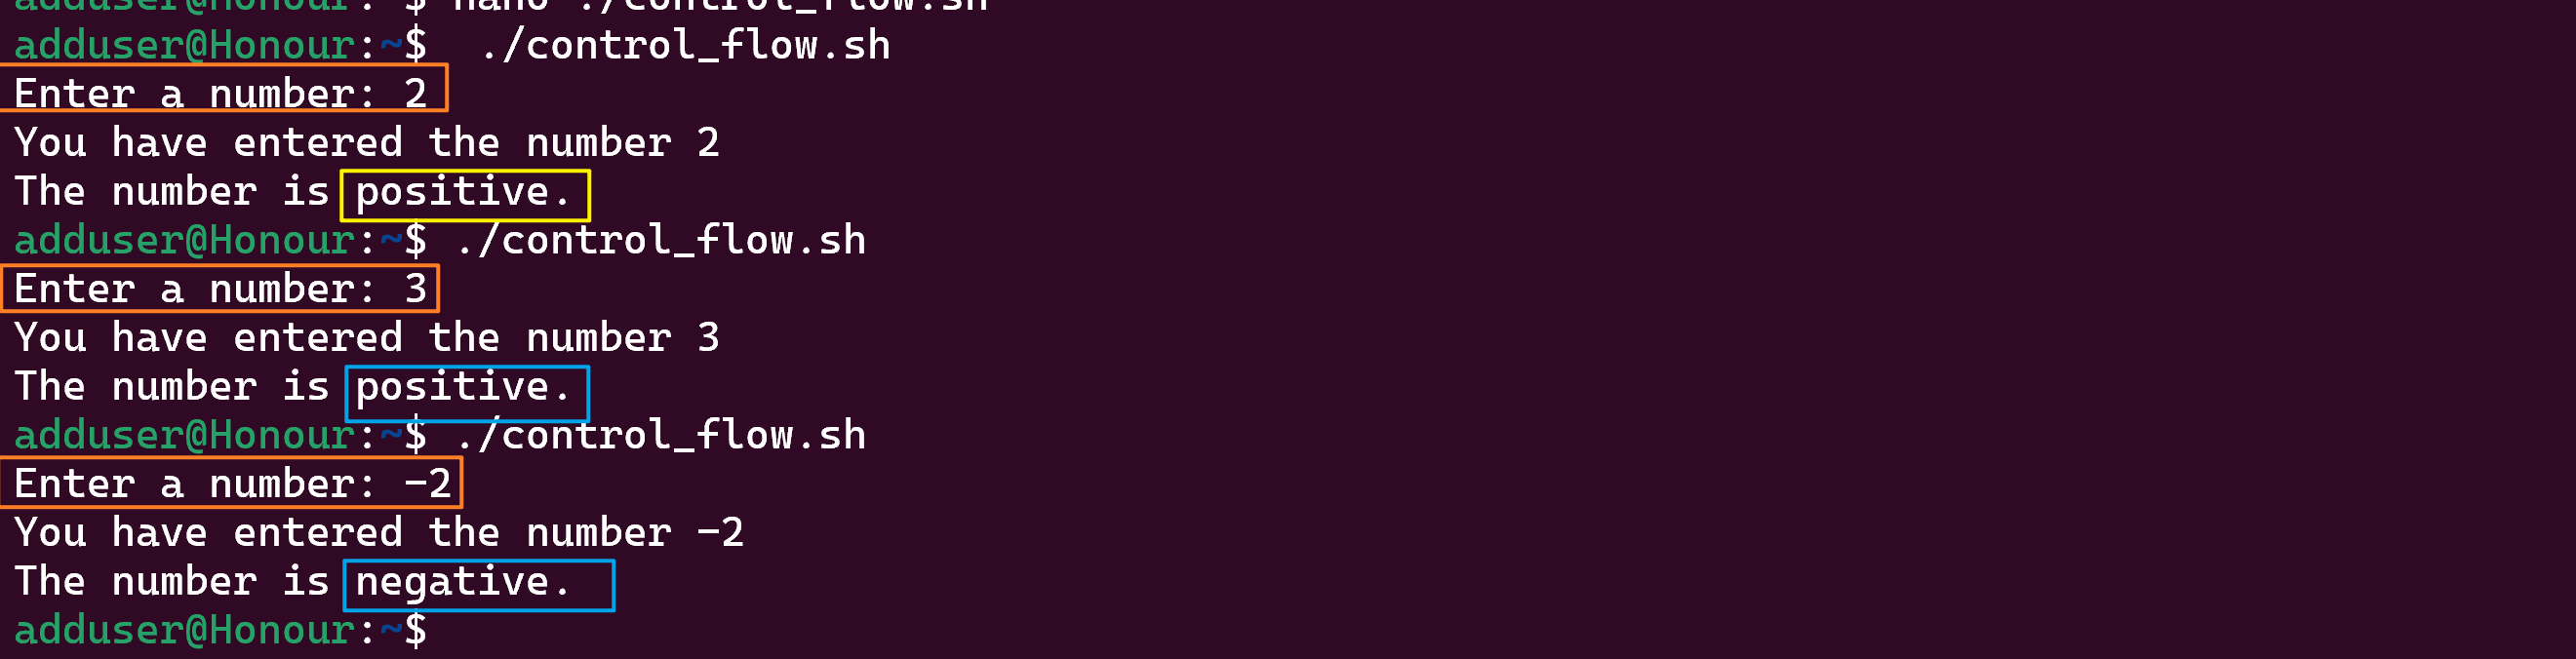 adduser@Honour:~$ nano ./control_flow.sh
adduser@Honour:~$  ./control_flow.sh
Enter a number: 2
You have entered the number 2
The number is positive.
adduser@Honour:~$ ./control_flow.sh
Enter a number: 3
You have entered the number 3
The number is positive.
adduser@Honour:~$ ./control_flow.sh
Enter a number: -2
You have entered the number -2
The number is negative.
adduser@Honour:~$